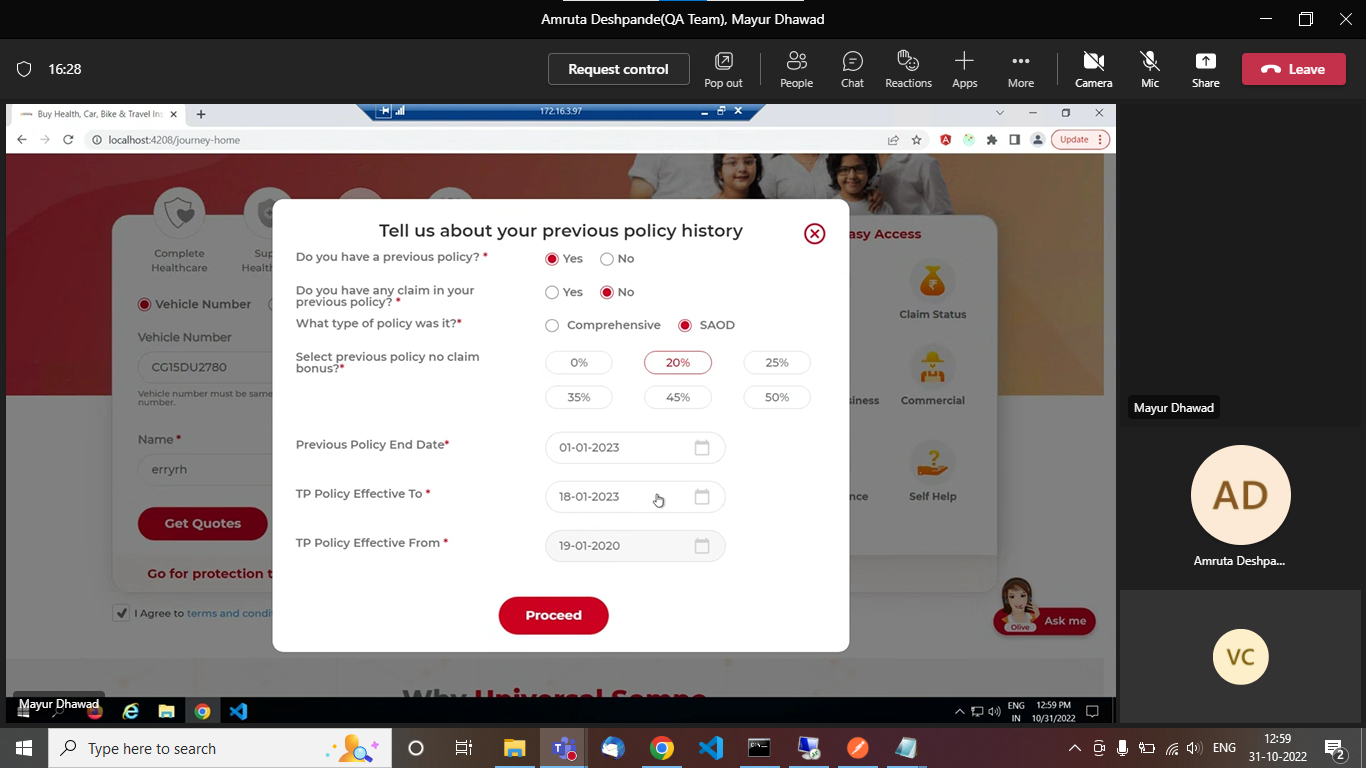 Amruta Deshpande(QA Team), Mayur Dhawad
16:28
Request control
Pop out
People
Chat
Reactions
Apps
More
Camera
Mic
Share
Leave
Buy Health, Car, Bike & Travel Ins
172.16.3.97
localhost:4208/journey-home
Update
Complete
Healthcare
Sup
Health
Vehicle Number
Vehicle Number
CG15DU2780
Vehicle number must be same
number.
Name *
erryrh
Get Quotes
Go for protection t
I Agree to terms and condit
Tell us about your previous policy history
Do you have a previous policy? *
Yes
No
Do you have any claim in your
previous policy? *
Yes
No
What type of policy was it?*
Comprehensive
SAOD
Select previous policy no claim
bonus?*
0%
20%
25%
35%
45%
50%
Previous Policy End Date*
01-01-2023
TP Policy Effective To *
18-01-2023
TP Policy Effective From *
19-01-2020
Proceed
asy Access
Claim Status
iness
Commercial
nce
Self Help
Olive
Ask me
Why Universal Sompo
Mayur Dhawad
ENG
IN
12:59 PM
10/31/2022
Mayur Dhawad
AD
Amruta Deshpa...
VC
Type here to search
ENG
12:59
31-10-2022
2